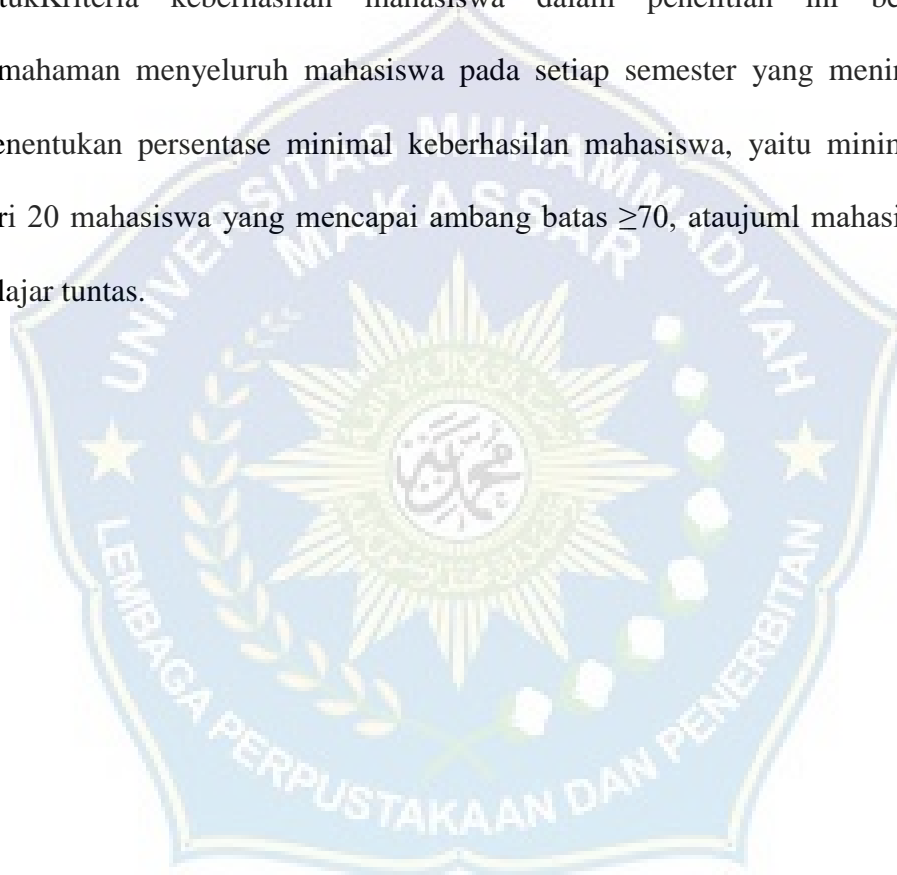 tukKriteria keberhasilan mahasiswa dalam penelitian ini be
mahaman menyeluruh mahasiswa pada setiap semester yang menin
enentukan persentase minimal keberhasilan mahasiswa, yaitu minim
ri 20 mahasiswa yang mencapai ambang batas ≥70, ataujuml mahasi
lajar tuntas.
UNIVERSITAS MUHAMMADIYAH
MAKASSAR
LEMBAGA PERPUSTAKAAN DAN PENERBITAN